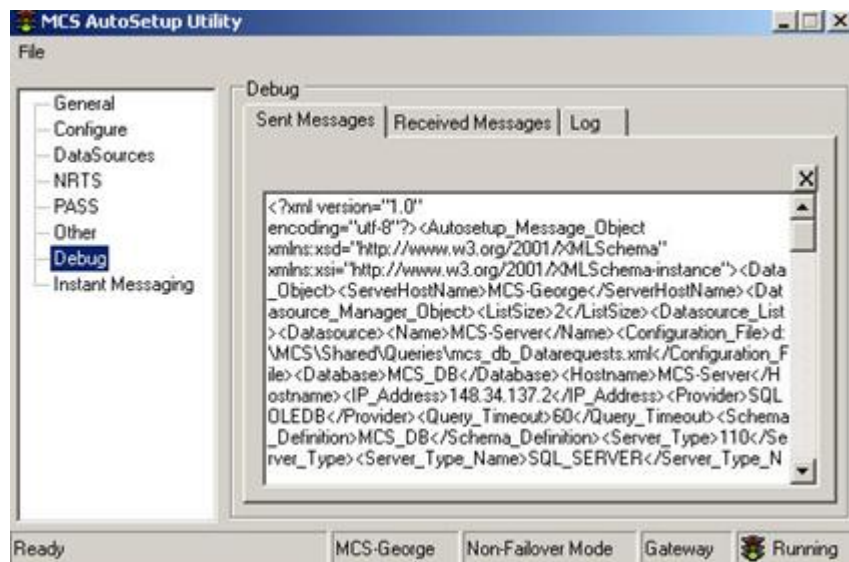 MCS AutoSetup Utility
File
General
Configure
DataSources
NRTS
PASS
Other
Debug
Instant Messaging
Debug
Sent Messages Received Messages Log
<?xml version="1.0"
encoding="utf-8"?><Autosetup_Message_Object
xmlns:xsd="http://www.w3.org/2001/XMLSchema"
xmlns:xsi="http://www.w3.org/2001/XMLSchema-instance"><Data
_Object><ServerHostName>MCS-George</ServerHostName><Dat
asource_Manager_Object><ListSize>2</ListSize><Datasource_List
><Datasource><Name>MCS-Server</Name><Configuration_File>d:
\MCS\Shared\Queries\mcs_db_Datarequests.xml</Configuration_F
ile><Database>MCS_DB</Database><Hostname>MCS-Server</H
ostname><IP_Address>148.34.137.2</IP_Address><Provider>SQL
OLEDB</Provider><Query_Timeout>60</Query_Timeout><Schema
_Definition>MCS_DB</Schema_Definition><Server_Type>110</Se
rver_Type><Server_Type_Name>SQL_SERVER</Server_Type_N
Ready MCS-George Non-Failover Mode Gateway Running